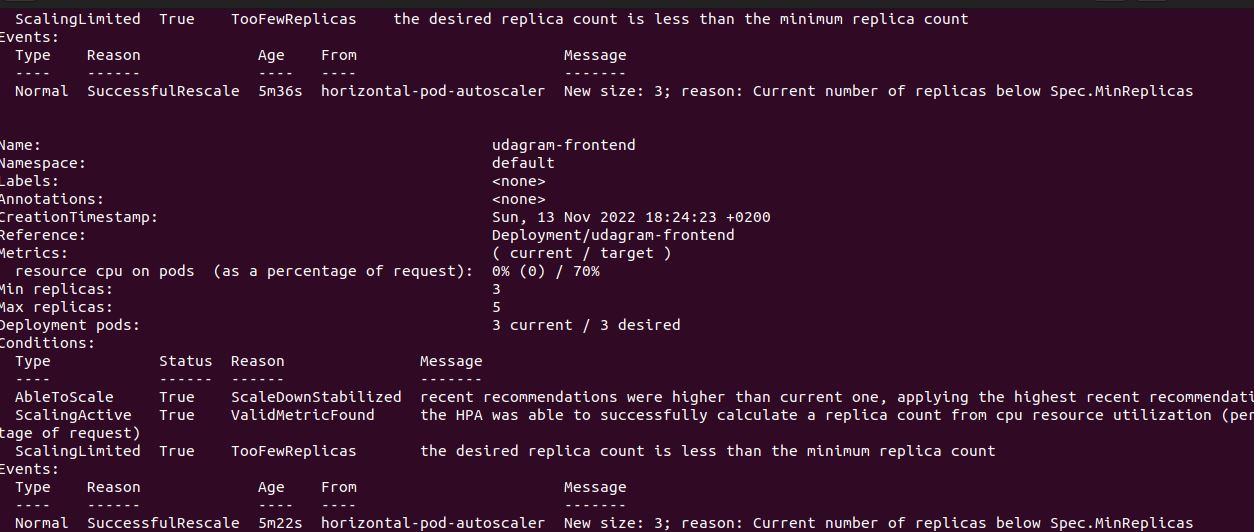 ScalingLimited  True    TooFewReplicas    the desired replica count is less than the minimum replica count
Events:
  Type    Reason             Age    From                       Message
  ----    ------             ----   ----                       -------
  Normal  SuccessfulRescale  5m36s  horizontal-pod-autoscaler  New size: 3; reason: Current number of replicas below Spec.MinReplicas
Name:                                                  udagram-frontend
Namespace:                                             default
Labels:                                                <none>
Annotations:                                           <none>
CreationTimestamp:                                     Sun, 13 Nov 2022 18:24:23 +0200
Reference:                                             Deployment/udagram-frontend
Metrics:                                               ( current / target )
  resource cpu on pods  (as a percentage of request):  0% (0) / 70%
Min replicas:                                          3
Max replicas:                                          5
Deployment pods:                                       3 current / 3 desired
Conditions:
  Type            Status  Reason               Message
  ----            ------  ------               -------
  AbleToScale     True    ScaleDownStabilized  recent recommendations were higher than current one, applying the highest recent recommendati
  ScalingActive   True    ValidMetricFound     the HPA was able to successfully calculate a replica count from cpu resource utilization (per
tage of request)
  ScalingLimited  True    TooFewReplicas       the desired replica count is less than the minimum replica count
Events:
  Type    Reason             Age    From                       Message
  ----    ------             ----   ----                       -------
  Normal  SuccessfulRescale  5m22s  horizontal-pod-autoscaler  New size: 3; reason: Current number of replicas below Spec.MinReplicas